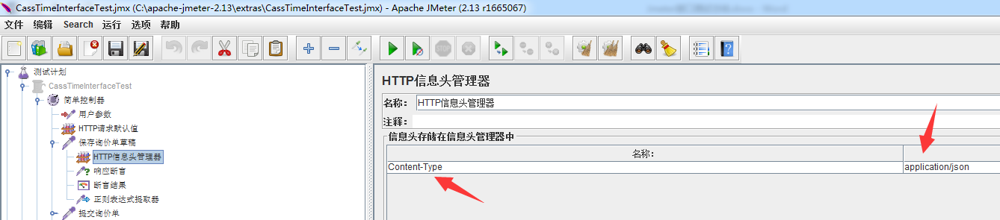 CassTimeInterfaceTest.jmx (C:\apache-jmeter-2.13\extras\CassTimeInterfaceTest.jmx) - Apache JMeter (2.13 r1665067)
文件 编辑 Search 运行 选项 帮助
STOP
测试计划
CassTimeInterfaceTest
简单控制器
用户参数
HTTP请求默认值
保存询价单草稿
HTTP信息头管理器
响应断言
断言结果
正则表达式提取器
提交询价单
HTTP信息头管理器
名称: HTTP信息头管理器
注释:
信息头存储在信息头管理器中
名称:
Content-Type application/json